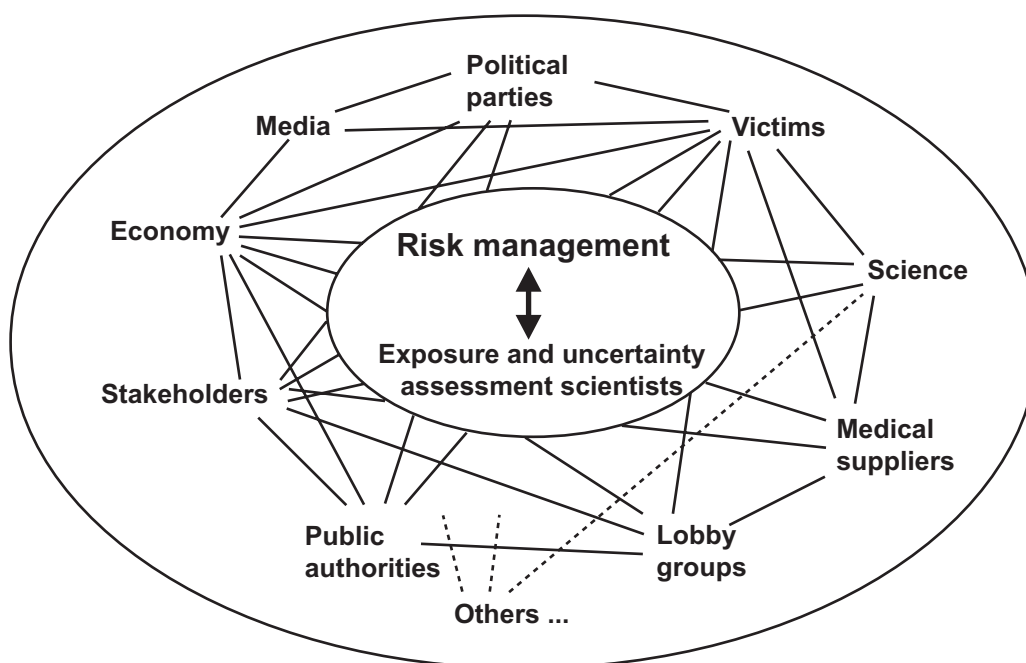 Political
parties
Media
Victims
Economy
Risk management
Science
Exposure and uncertainty
assessment scientists
Stakeholders
Medical
suppliers
Public
authorities
Lobby
groups
Others ...